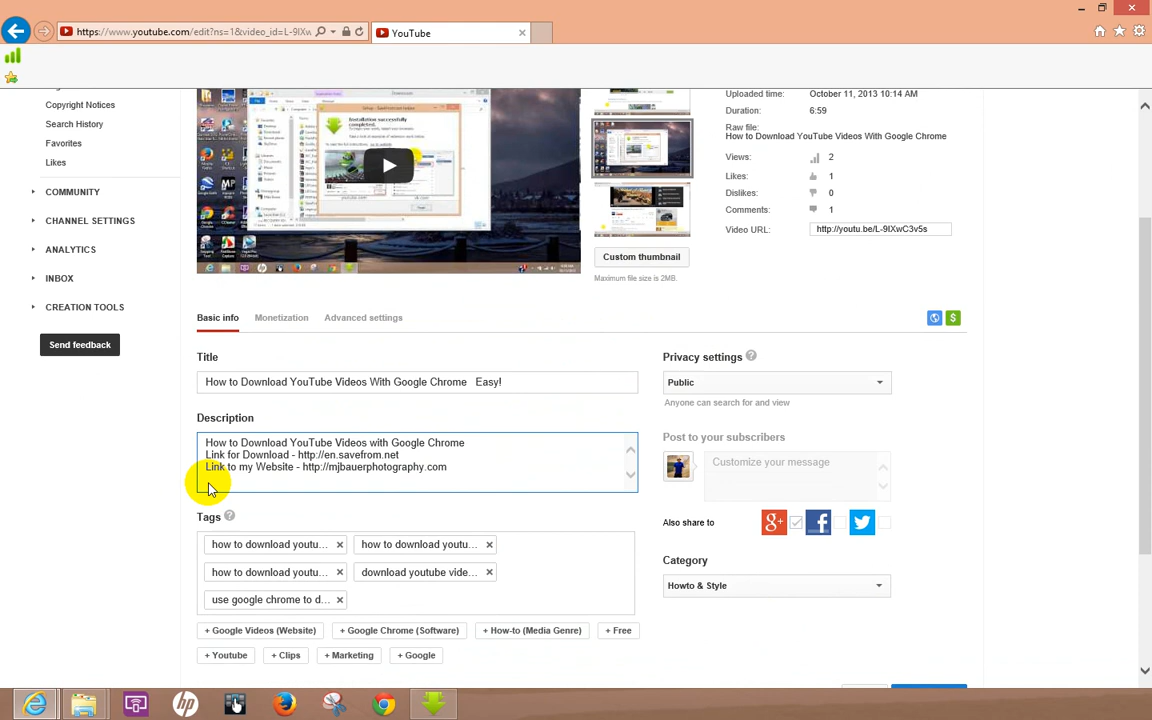 https://www.youtube.com/edit?ns=1&video_id=L-9IXw
YouTube
Copyright Notices
Search History
Favorites
Likes
COMMUNITY
CHANNEL SETTINGS
ANALYTICS
INBOX
CREATION TOOLS
Send feedback
Installation successfully completed.
Uploaded time: October 11, 2013 10:14 AM
Duration: 6:59
Raw file:
How to Download YouTube Videos With Google Chrome
Views: 2
Likes: 1
Dislikes: 0
Comments: 1
Video URL: http://youtu.be/L-9IXwC3v5s
Custom thumbnail
Maximum file size is 2MB.
Basic info Monetization Advanced settings
Title
How to Download YouTube Videos With Google Chrome Easy!
Description
How to Download YouTube Videos with Google Chrome
Link for Download - http://en.savefrom.net
Link to my Website - http://mjbauerphotography.com
Tags
how to download youtu... how to download youtu...
how to download youtu... download youtube vide...
use google chrome to d...
+ Google Videos (Website) + Google Chrome (Software) + How-to (Media Genre) + Free
+ Youtube + Clips + Marketing + Google
Privacy settings
Public
Anyone can search for and view
Post to your subscribers
Customize your message
Also share to
Category
Howto & Style